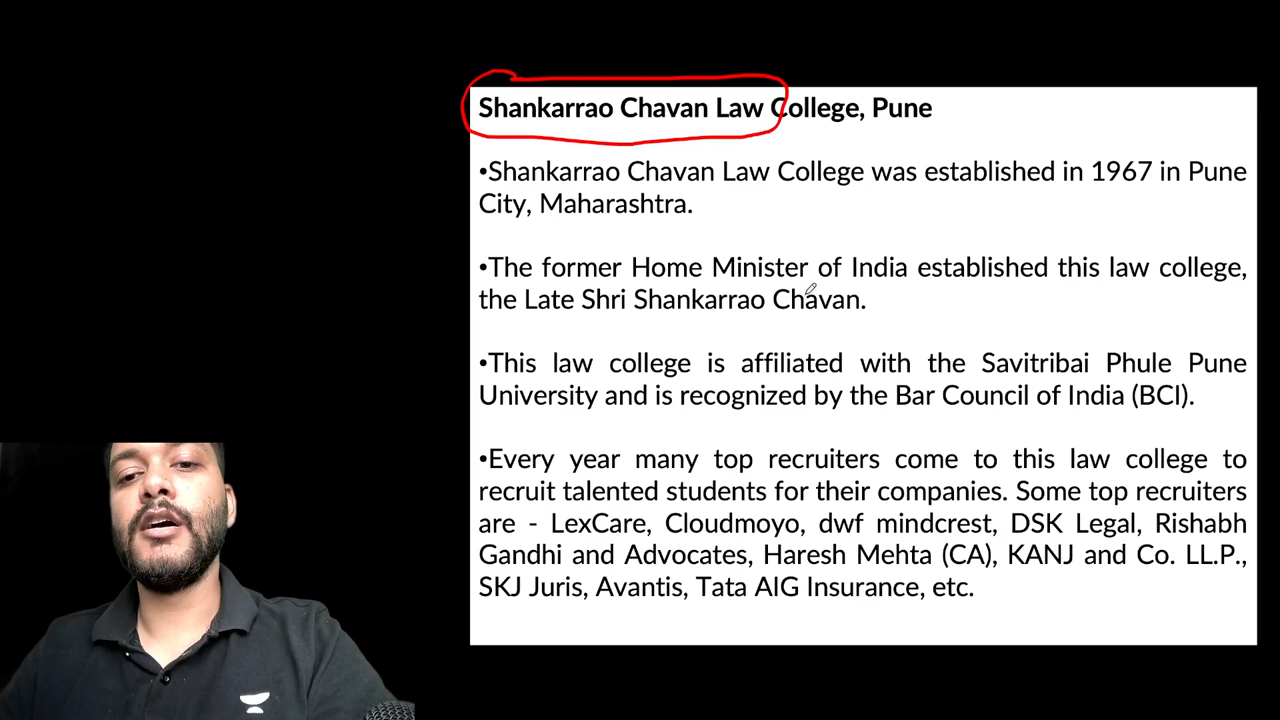 Shankarrao Chavan Law College, Pune
•Shankarrao Chavan Law College was established in 1967 in Pune
City, Maharashtra.
•The former Home Minister of India established this law college,
the Late Shri Shankarrao Chavan.
•This law college is affiliated with the Savitribai Phule Pune
University and is recognized by the Bar Council of India (BCI).
•Every year many top recruiters come to this law college to
recruit talented students for their companies. Some top recruiters
are - LexCare, Cloudmoyo, dwf mindcrest, DSK Legal, Rishabh
Gandhi and Advocates, Haresh Mehta (CA), KANJ and Co. LL.P.,
SKJ Juris, Avantis, Tata AIG Insurance, etc.